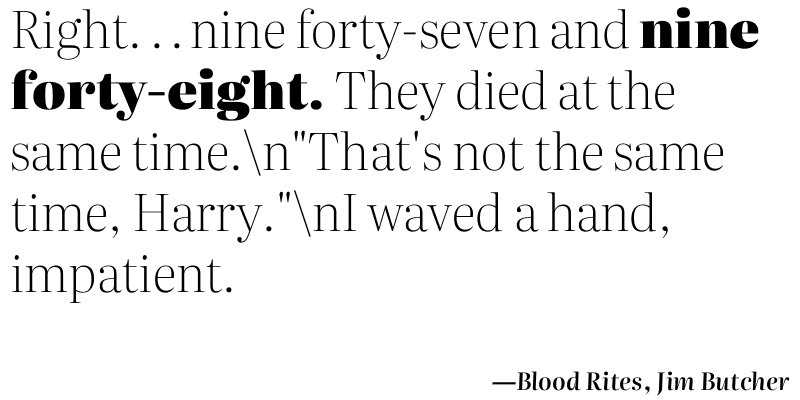 Right. . . nine forty-seven and nine
forty-eight. They died at the
same time.\n"That's not the same
time, Harry."\nI waved a hand,
impatient.
—Blood Rites, Jim Butcher